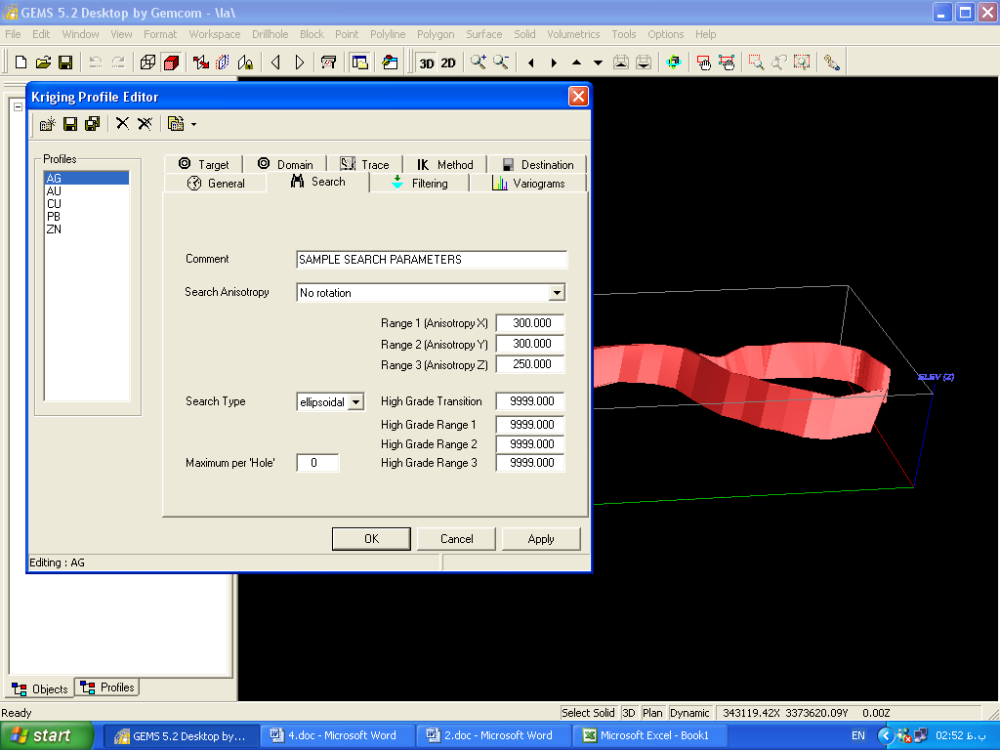 GEMS 5.2 Desktop by Gemcom - \la\
File Edit Window View Format Workspace Drillhole Block Point Polyline Polygon Surface Solid Volumetrics Tools Options Help
3D 2D
Kriging Profile Editor
Profiles
AG
AU
CU
PB
ZN
Target Domain Trace IK Method Destination
General Search Filtering Variograms
Comment SAMPLE SEARCH PARAMETERS
Search Anisotropy No rotation
Range 1 (Anisotropy X) 300.000
Range 2 (Anisotropy Y) 300.000
Range 3 (Anisotropy Z) 250.000
Search Type ellipsoidal High Grade Transition 9999.000
High Grade Range 1 9999.000
High Grade Range 2 9999.000
Maximum per 'Hole' 0 High Grade Range 3 9999.000
OK Cancel Apply
Editing : AG
ELEV (Z)
Objects Profiles
Ready Select Solid 3D Plan Dynamic 343119.42X 3373620.09Y 0.00Z
start GEMS 5.2 Desktop by... 4.doc - Microsoft Word 2.doc - Microsoft Word Microsoft Excel - Book1 EN 02:52 ب.ظ